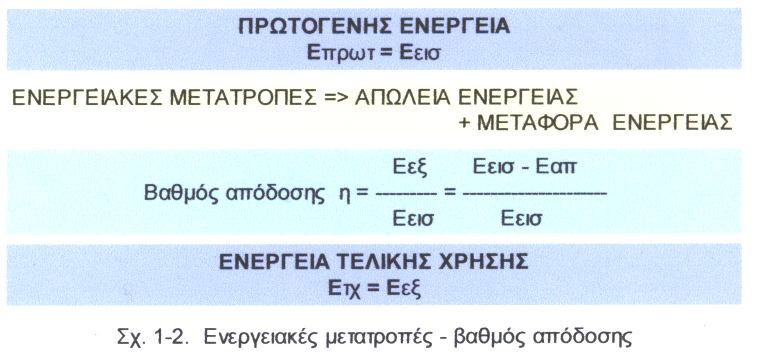 ΠΡΩΤΟΓΕΝΗΣ ΕΝΕΡΓΕΙΑ
Επρωτ = Εεισ
ΕΝΕΡΓΕΙΑΚΕΣ ΜΕΤΑΤΡΟΠΕΣ => ΑΠΩΛΕΙΑ ΕΝΕΡΓΕΙΑΣ
+ ΜΕΤΑΦΟΡΑ ΕΝΕΡΓΕΙΑΣ
Εεξ Εεισ - Εαπ
Βαθμός απόδοσης η = --------- = ---------------------
Εεισ Εεισ
ΕΝΕΡΓΕΙΑ ΤΕΛΙΚΗΣ ΧΡΗΣΗΣ
Ετχ = Εεξ
Σχ. 1-2. Ενεργειακές μετατροπές - βαθμός απόδοσης